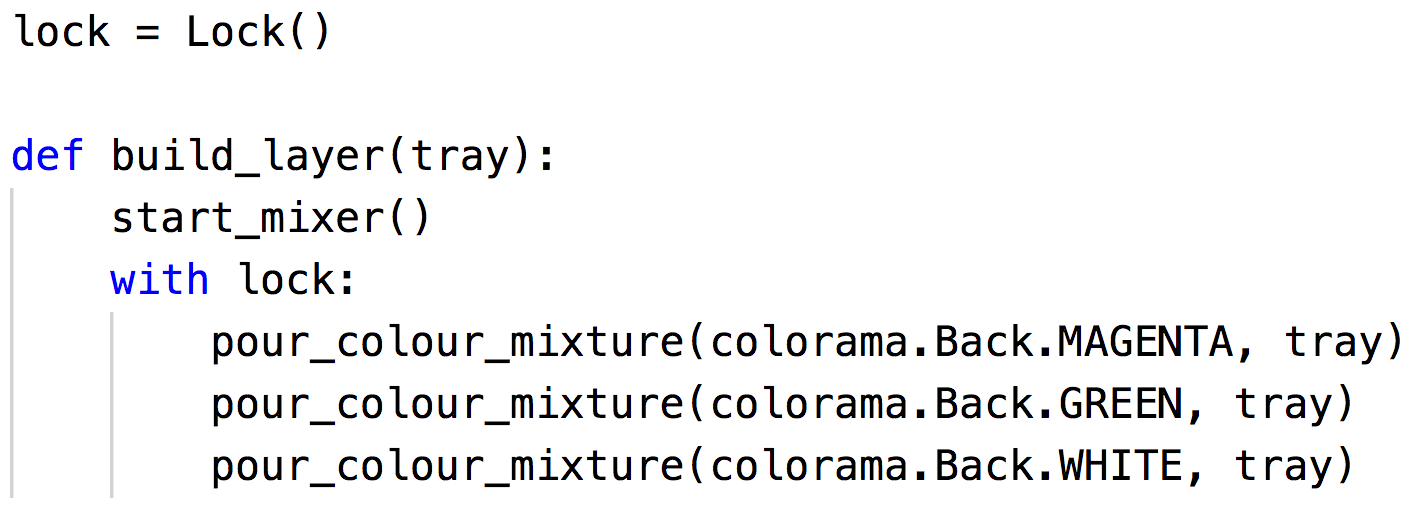 lock = Lock()
def build_layer(tray):
    start_mixer()
    with lock:
        pour_colour_mixture(colorama.Back.MAGENTA, tray)
        pour_colour_mixture(colorama.Back.GREEN, tray)
        pour_colour_mixture(colorama.Back.WHITE, tray)